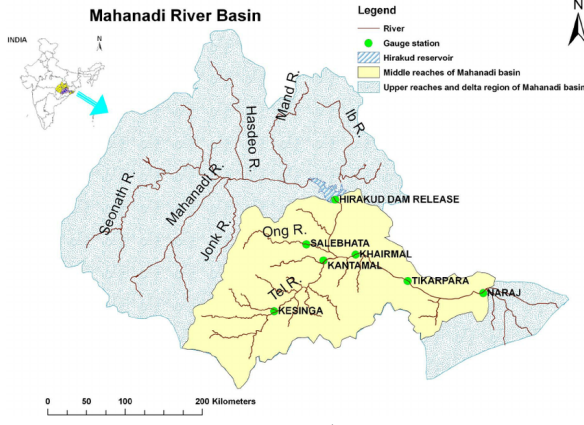 Mahanadi River Basin
INDIA
N
Legend
River
Gauge station
Hirakud reservoir
Middle reaches of Mahanadi basin
Upper reaches and delta region of Mahanadi basin
N
Seonath R.
Mahanadi R.
Hasdeo R.
Mand R.
Ib R.
Jonk R.
HIRAKUD DAM RELEASE
Ong R.
SALEBHATA
KHAIRMAL
KANTAMAL
Tel R.
TIKARPARA
NARAJ
KESINGA
0 25 50 100 150 200 Kilometers